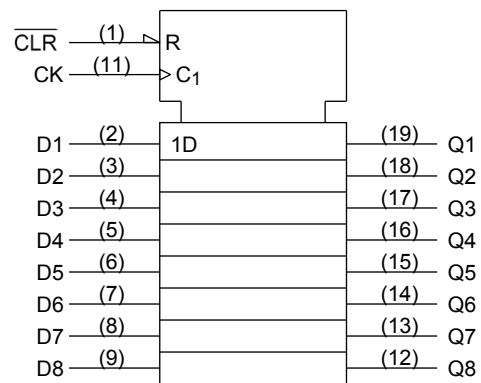 CLR (1) R
CK (11) C1
D1 (2) 1D (19) Q1
D2 (3) (18) Q2
D3 (4) (17) Q3
D4 (5) (16) Q4
D5 (6) (15) Q5
D6 (7) (14) Q6
D7 (8) (13) Q7
D8 (9) (12) Q8